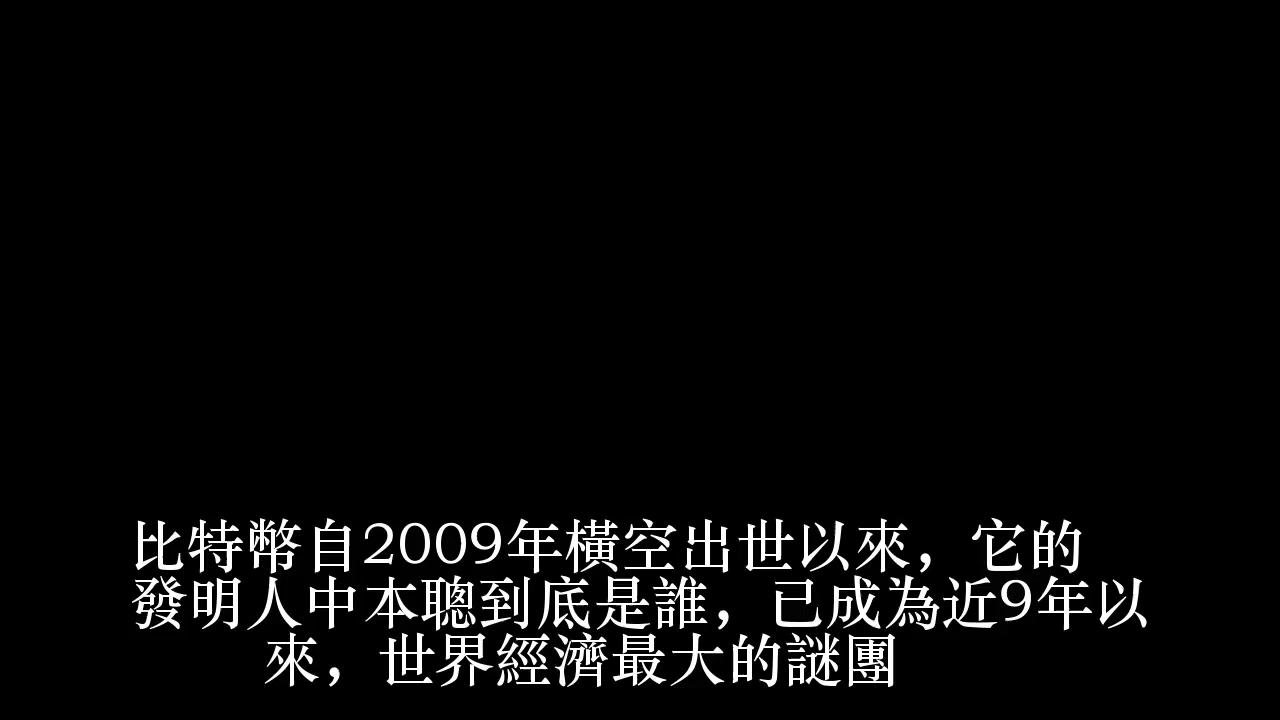 比特幣自2009年橫空出世以來，它的
發明人中本聰到底是誰，已成為近9年以
來，世界經濟最大的謎團